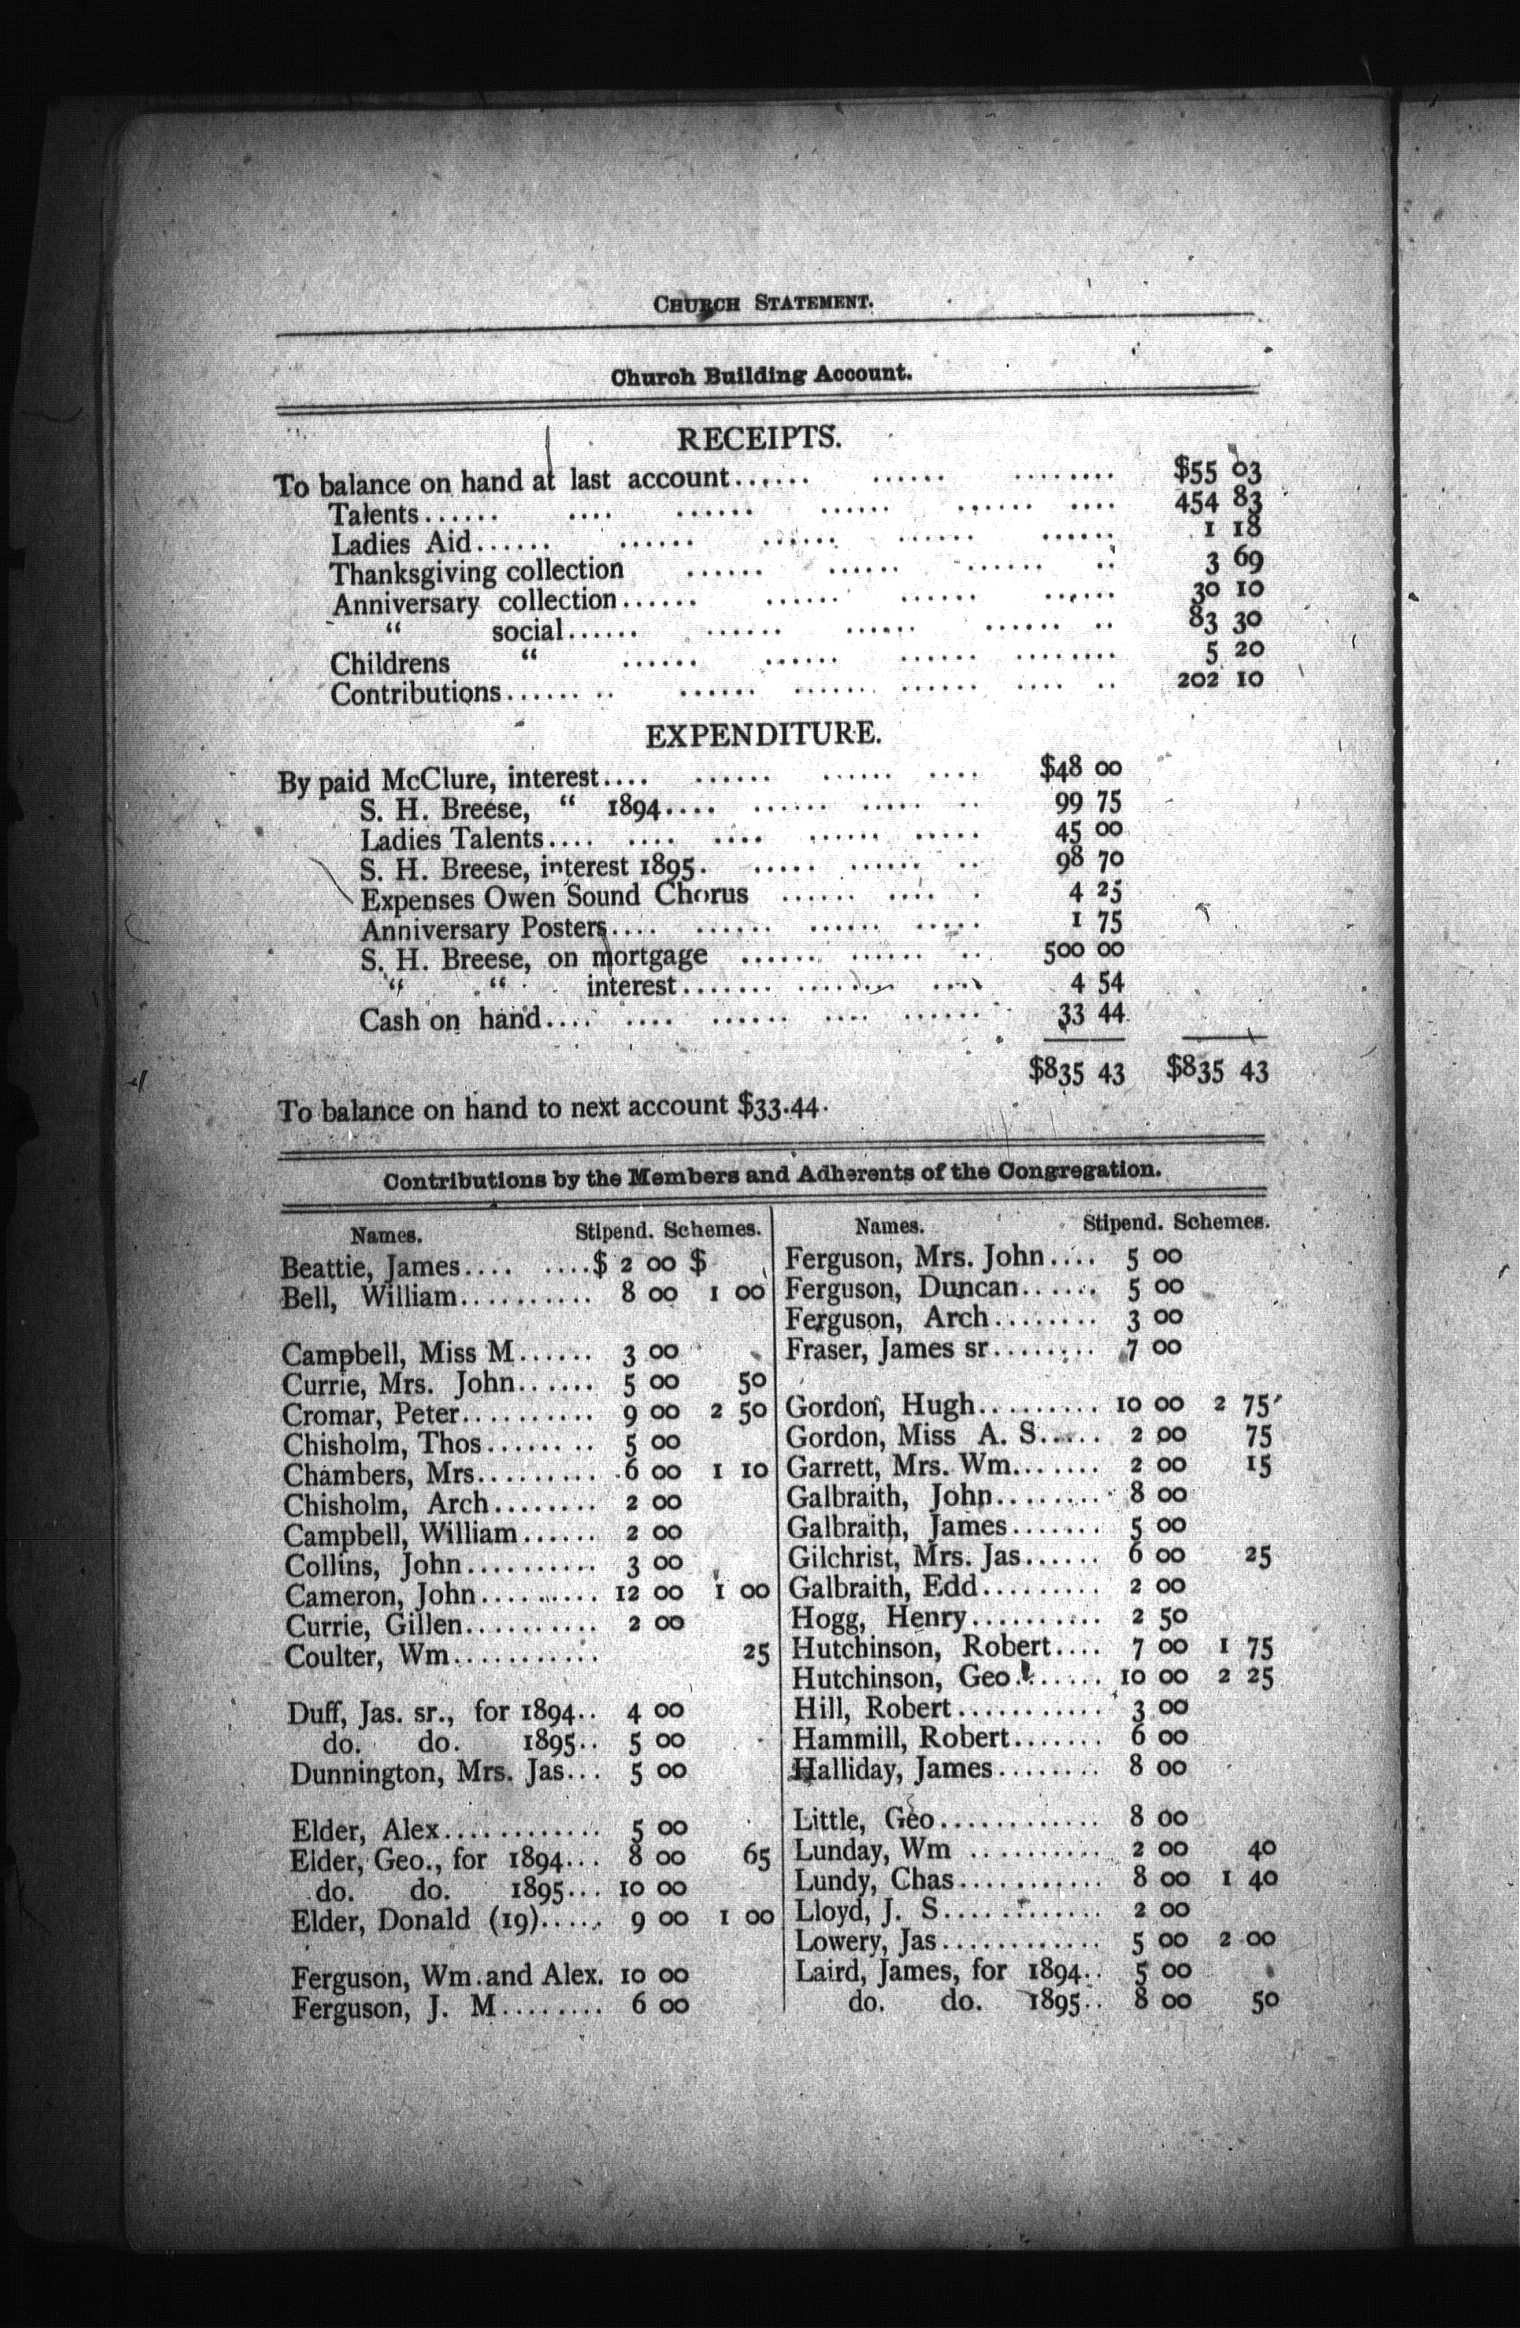 CHURCH STATEMENT.
Church Building Account.
RECEIPTS.
To balance on hand at last account...... ...... ........ $55 03
Talents...... .... ...... ...... ...... .... 454 83
Ladies Aid...... ...... ...... ...... ...... 1 18
Thanksgiving collection ...... ...... ...... .. 3 69
Anniversary collection...... ...... ...... ...... 30 10
“ social...... ...... ...... ...... .. 83 30
Childrens “ ...... ...... ...... ........ 5 20
Contributions...... .. ...... ...... ...... .... .. 202 10
EXPENDITURE.
By paid McClure, interest.... ...... ...... .... $48 00
S. H. Breese, “ 1894.... ...... ..... .. 99 75
Ladies Talents.... .... .... ...... ..... 45 00
S. H. Breese, interest 1895. ..... ...... .. 98 70
Expenses Owen Sound Chorus ...... .... . 4 25
Anniversary Posters.... ...... ...... ..... 1 75
S. H. Breese, on mortgage ...... ...... .. 500 00
“ “ interest....... ....... .... 4 54
Cash on hand.... .... ...... .... ...... 33 44
$835 43 $835 43
To balance on hand to next account $33.44.
Contributions by the Members and Adherents of the Congregation.
Names. Stipend. Schemes.
Beattie, James.... ....$ 2 00 $
Bell, William.......... 8 00 1 00
Campbell, Miss M...... 3 00
Currie, Mrs. John...... 5 00 50
Cromar, Peter.......... 9 00 2 50
Chisholm, Thos....... .. 5 00
Chambers, Mrs......... 6 00 1 10
Chisholm, Arch........ 2 00
Campbell, William...... 2 00
Collins, John.......... 3 00
Cameron, John......... 12 00 1 00
Currie, Gillen.......... 2 00
Coulter, Wm........... 25
Duff, Jas. sr., for 1894.. 4 00
do. do. 1895.. 5 00
Dunnington, Mrs. Jas... 5 00
Elder, Alex............ 5 00
Elder, Geo., for 1894... 8 00 65
do. do. 1895... 10 00
Elder, Donald (19)..... 9 00 1 00
Ferguson, Wm. and Alex. 10 00
Ferguson, J. M........ 6 00
Names. Stipend. Schemes.
Ferguson, Mrs. John.... 5 00
Ferguson, Duncan...... 5 00
Ferguson, Arch........ 3 00
Fraser, James sr........ 7 00
Gordon, Hugh......... 10 00 2 75
Gordon, Miss A. S..... 2 00 75
Garrett, Mrs. Wm....... 2 00 15
Galbraith, John........ 8 00
Galbraith, James....... 5 00
Gilchrist, Mrs. Jas...... 6 00 25
Galbraith, Edd......... 2 00
Hogg, Henry.......... 2 50
Hutchinson, Robert.... 7 00 1 75
Hutchinson, Geo....... 10 00 2 25
Hill, Robert........... 3 00
Hammill, Robert....... 6 00
Halliday, James........ 8 00
Little, Geo............ 8 00
Lunday, Wm .......... 2 00 40
Lundy, Chas........... 8 00 1 40
Lloyd, J. S............ 2 00
Lowery, Jas............ 5 00 2 00
Laird, James, for 1894.. 5 00
do. do. 1895.. 8 00 50